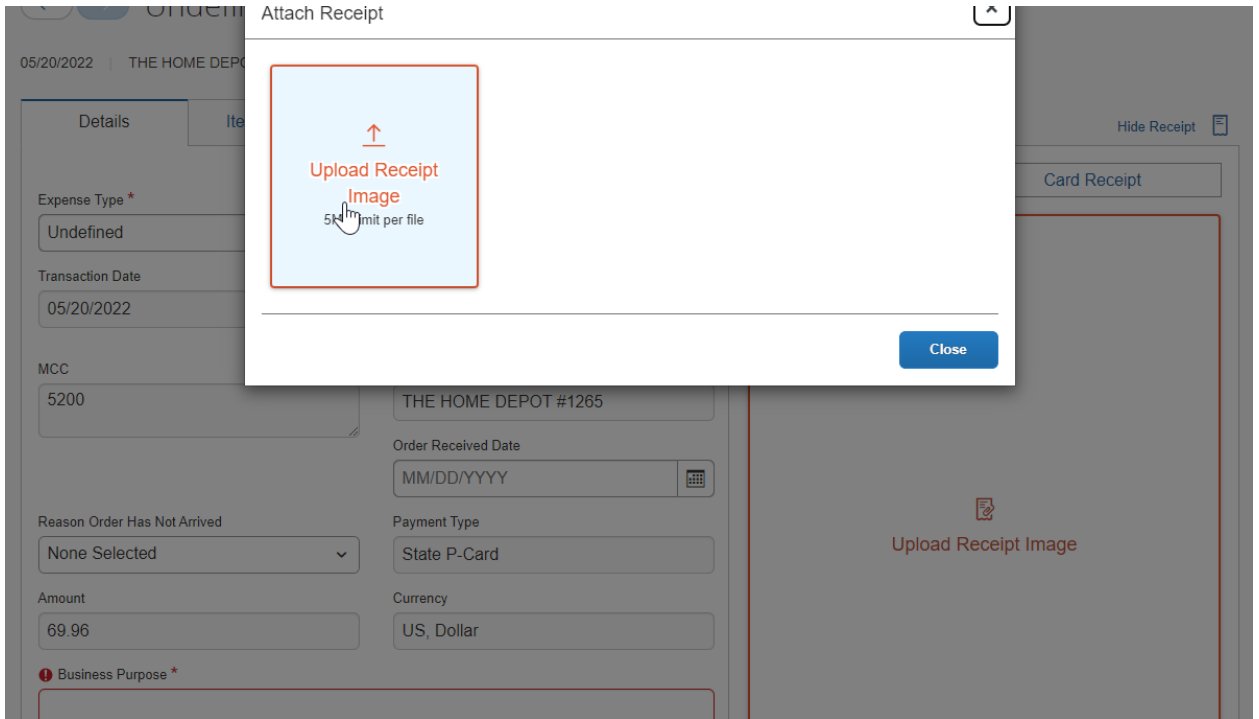 Attach Receipt
05/20/2022 THE HOME
Details
Hide Receipt
Upload Receipt
Image
limit per file
Card Receipt
Expense Type *
Undefined
Transaction Date
05/20/2022
Close
MCC
5200
THE HOME DEPOT #1265
Order Received Date
MM/DD/YYYY
Reason Order Has Not Arrived
Payment Type
None Selected
State P-Card
Upload Receipt Image
Amount
Currency
69.96
US, Dollar
Business Purpose *